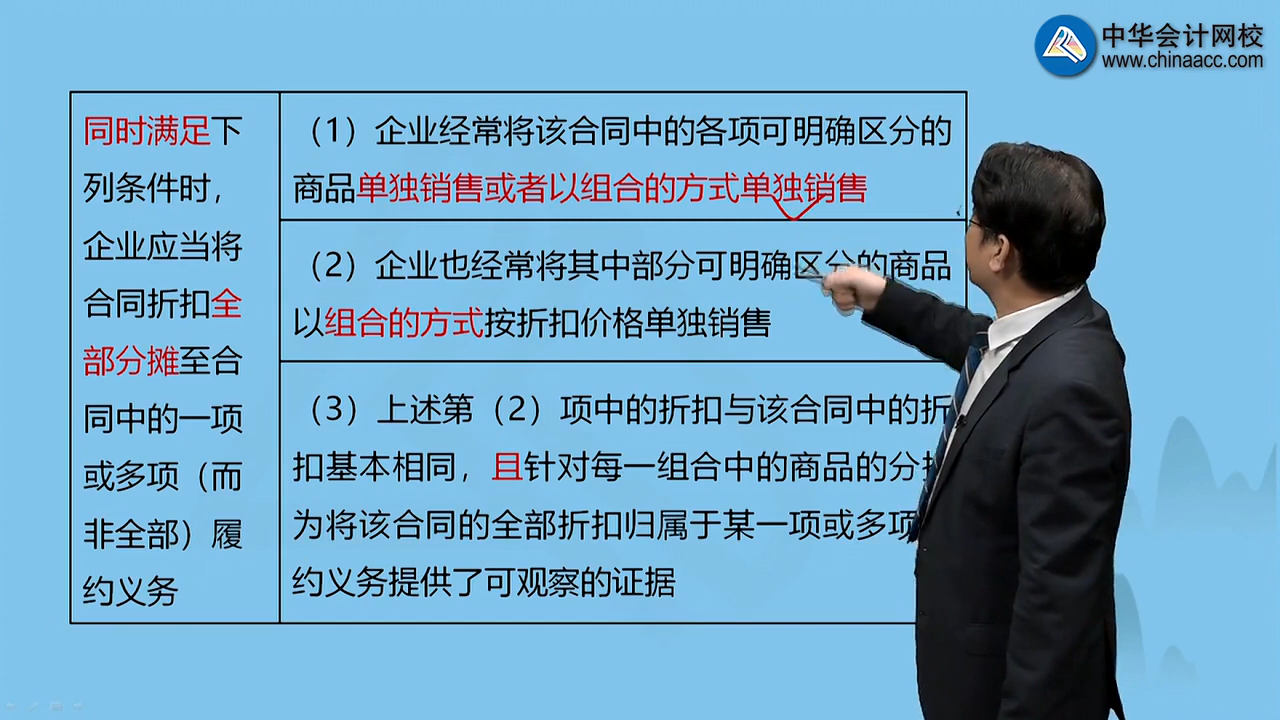 中华会计网校
www.chinaacc.com
同时满足下
列条件时，
企业应当将
合同折扣全
部分摊至合
同中的一项
或多项（而
非全部）履
约义务
（1）企业经常将该合同中的各项可明确区分的
商品单独销售或者以组合的方式单独销售
（2）企业也经常将其中部分可明确区分的商品
以组合的方式按折扣价格单独销售
（3）上述第（2）项中的折扣与该合同中的折
扣基本相同，且针对每一组合中的商品的分
为将该合同的全部折扣归属于某一项或多项
约义务提供了可观察的证据